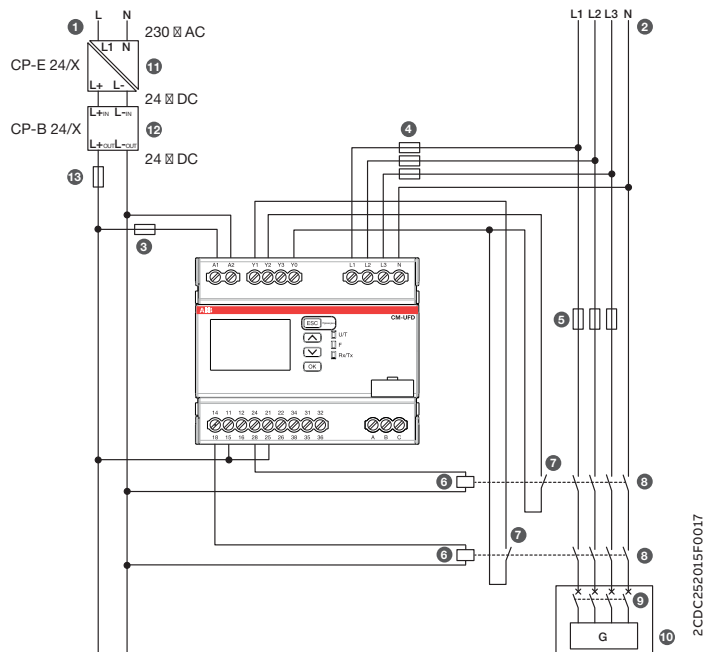 L N
L1 L2 L3 N
1
230 AC
2
L1 N
CP-E 24/X
11
L+ L-
24 DC
L+IN L-IN
CP-B 24/X
12
4
L+OUT L-OUT
24 DC
13
3
A1 A2 Y1 Y2 Y3 Y0 L1 L2 L3 N
ABB
CM-UFD
ESC
U/T
5
F
Rx/Tx
OK
14 11 12 24 21 22 34 31 32
A B C
18 15 16 28 25 26 38 35 36
7
6
8
7
6
8
9
G
10
2CDC252015F0017